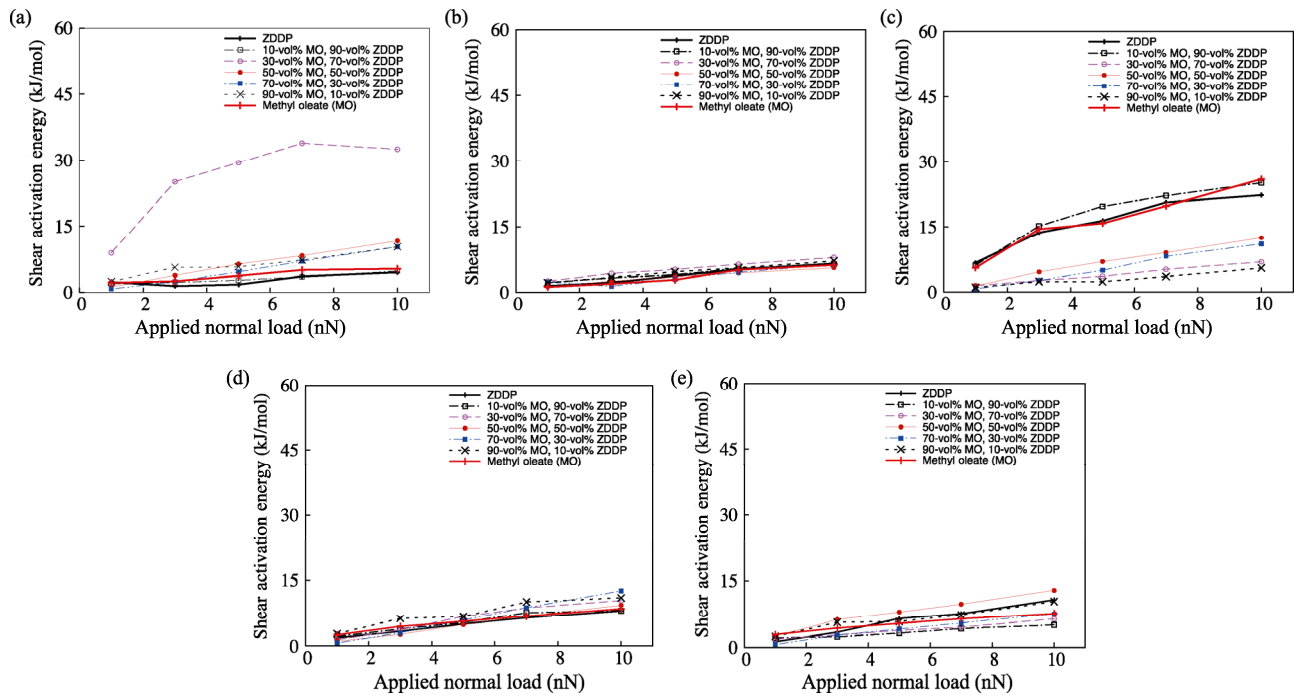 (a)
Shear activation energy (kJ/mol)
60
45
30
15
0
ZDDP
10-vol% MO, 90-vol% ZDDP
30-vol% MO, 70-vol% ZDDP
50-vol% MO, 50-vol% ZDDP
70-vol% MO, 30-vol% ZDDP
90-vol% MO, 10-vol% ZDDP
Methyl oleate (MO)
0 2 4 6 8 10
Applied normal load (nN)
(b)
Shear activation energy (kJ/mol)
60
45
30
15
0
ZDDP
10-vol% MO, 90-vol% ZDDP
30-vol% MO, 70-vol% ZDDP
50-vol% MO, 50-vol% ZDDP
70-vol% MO, 30-vol% ZDDP
90-vol% MO, 10-vol% ZDDP
Methyl oleate (MO)
0 2 4 6 8 10
Applied normal load (nN)
(c)
Shear activation energy (kJ/mol)
60
45
30
15
0
ZDDP
10-vol% MO, 90-vol% ZDDP
30-vol% MO, 70-vol% ZDDP
50-vol% MO, 50-vol% ZDDP
70-vol% MO, 30-vol% ZDDP
90-vol% MO, 10-vol% ZDDP
Methyl oleate (MO)
0 2 4 6 8 10
Applied normal load (nN)
(d)
Shear activation energy (kJ/mol)
60
45
30
15
0
ZDDP
10-vol% MO, 90-vol% ZDDP
30-vol% MO, 70-vol% ZDDP
50-vol% MO, 50-vol% ZDDP
70-vol% MO, 30-vol% ZDDP
90-vol% MO, 10-vol% ZDDP
Methyl oleate (MO)
0 2 4 6 8 10
Applied normal load (nN)
(e)
Shear activation energy (kJ/mol)
60
45
30
15
0
ZDDP
10-vol% MO, 90-vol% ZDDP
30-vol% MO, 70-vol% ZDDP
50-vol% MO, 50-vol% ZDDP
70-vol% MO, 30-vol% ZDDP
90-vol% MO, 10-vol% ZDDP
Methyl oleate (MO)
0 2 4 6 8 10
Applied normal load (nN)